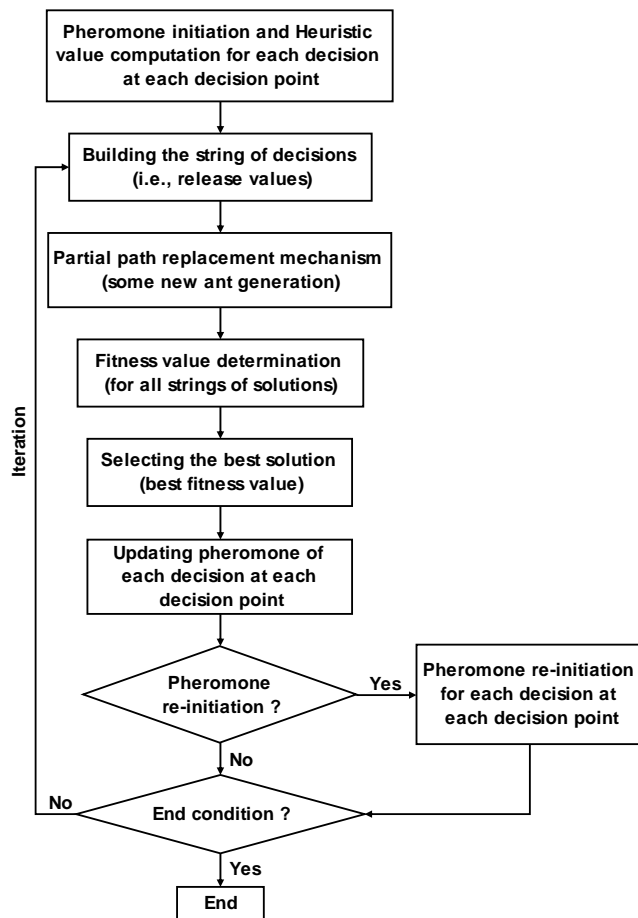 Pheromone initiation and Heuristic
value computation for each decision
at each decision point
Building the string of decisions
(i.e., release values)
Partial path replacement mechanism
(some new ant generation)
Fitness value determination
(for all strings of solutions)
Iteration
Selecting the best solution
(best fitness value)
Updating pheromone of
each decision at each
decision point
Pheromone
re-initiation ?
Yes
Pheromone re-initiation
for each decision at
each decision point
No
No
End condition ?
Yes
End